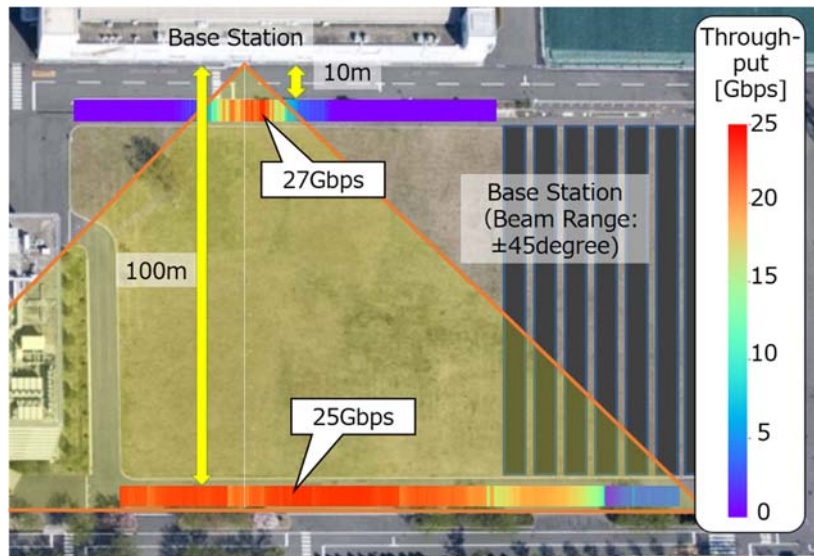 Base Station
10m
27Gbps
Base Station
（Beam Range:
±45degree）
100m
25Gbps
Through-
put
[Gbps]
25
20
15
10
5
0